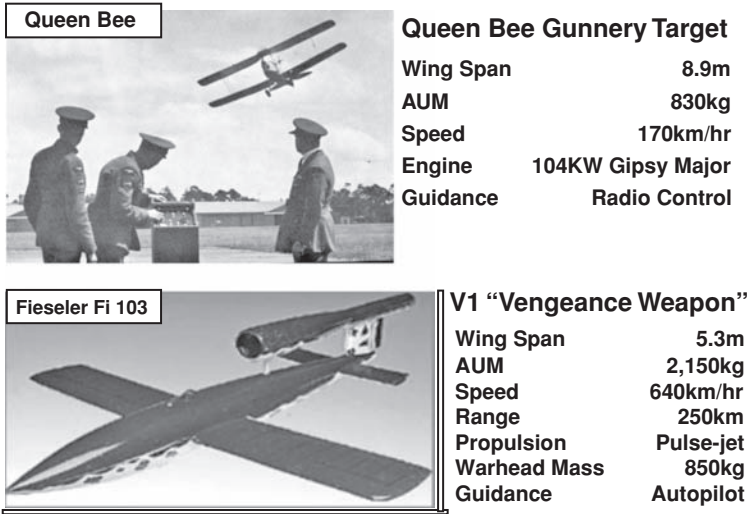 Queen Bee
Queen Bee Gunnery Target
Wing Span 8.9m
AUM 830kg
Speed 170km/hr
Engine 104KW Gipsy Major
Guidance Radio Control
Fieseler Fi 103
V1 “Vengeance Weapon”
Wing Span 5.3m
AUM 2,150kg
Speed 640km/hr
Range 250km
Propulsion Pulse-jet
Warhead Mass 850kg
Guidance Autopilot